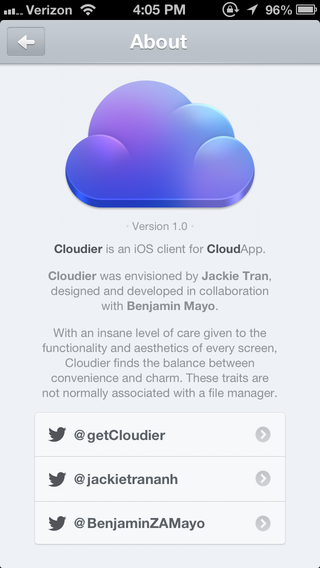 Verizon 4:05 PM 96%
About
· Version 1.0 ·
Cloudier is an iOS client for CloudApp.
Cloudier was envisioned by Jackie Tran,
designed and developed in collaboration
with Benjamin Mayo.
With an insane level of care given to the
functionality and aesthetics of every screen,
Cloudier finds the balance between
convenience and charm. These traits are
not normally associated with a file manager.
@getCloudier
@jackietrananh
@BenjaminZAMayo